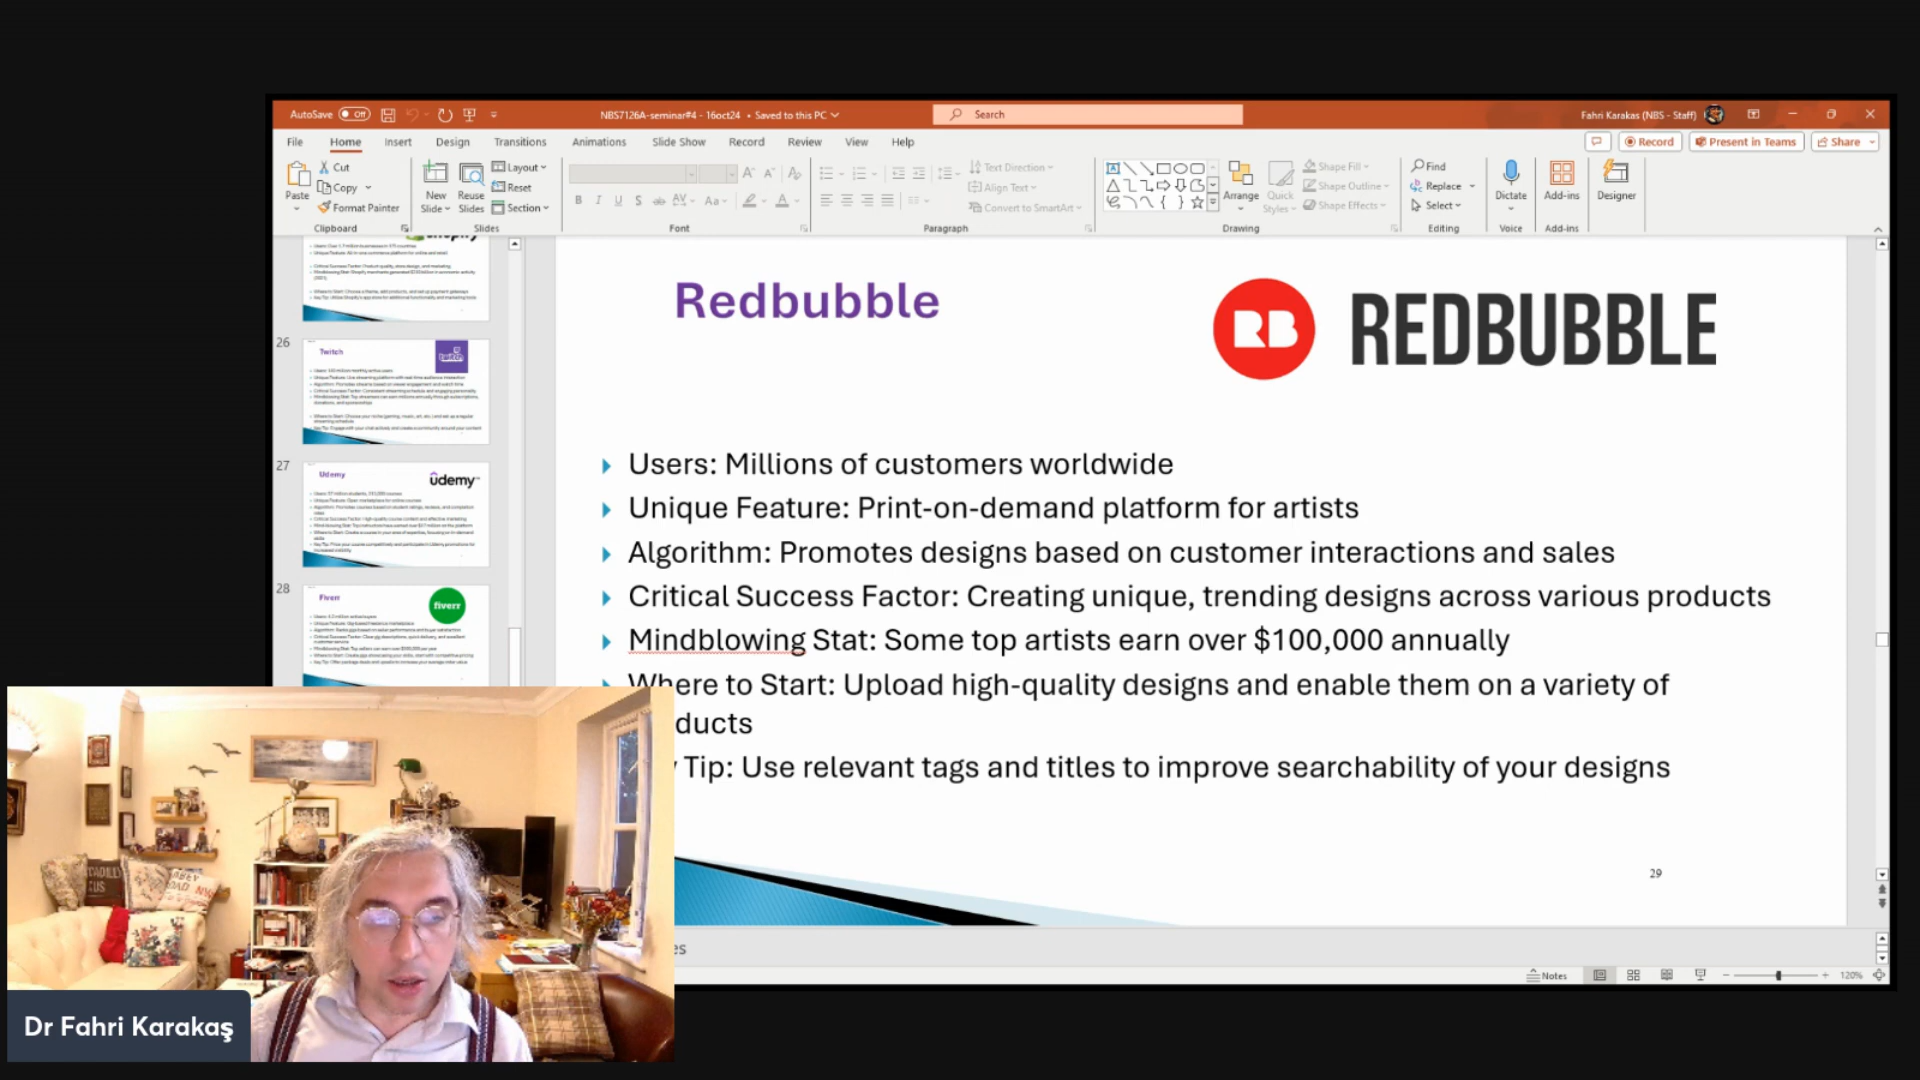 AutoSave Off
NBS7126A-seminar#4 - 16oct24 • Saved to this PC
Search
Fahri Karakas (NBS - Staff)
File Home Insert Design Transitions Animations Slide Show Record Review View Help
Record Present in Teams Share
Paste
Cut
Copy
Format Painter
Clipboard
New Slide
Reuse Slides
Layout
Reset
Section
Slides
Font
Text Direction
Align Text
Convert to SmartArt
Paragraph
Arrange
Quick Styles
Shape Fill
Shape Outline
Shape Effects
Drawing
Find
Replace
Select
Editing
Dictate
Voice
Add-ins
Add-ins
Designer
26
Twitch
27
Udemy
ûdemy
28
Fiverr
fiverr
Redbubble
RB REDBUBBLE
Users: Millions of customers worldwide
Unique Feature: Print-on-demand platform for artists
Algorithm: Promotes designs based on customer interactions and sales
Critical Success Factor: Creating unique, trending designs across various products
Mindblowing Stat: Some top artists earn over $100,000 annually
Where to Start: Upload high-quality designs and enable them on a variety of
ducts
Tip: Use relevant tags and titles to improve searchability of your designs
29
es
Notes
120%
Dr Fahri Karakaş